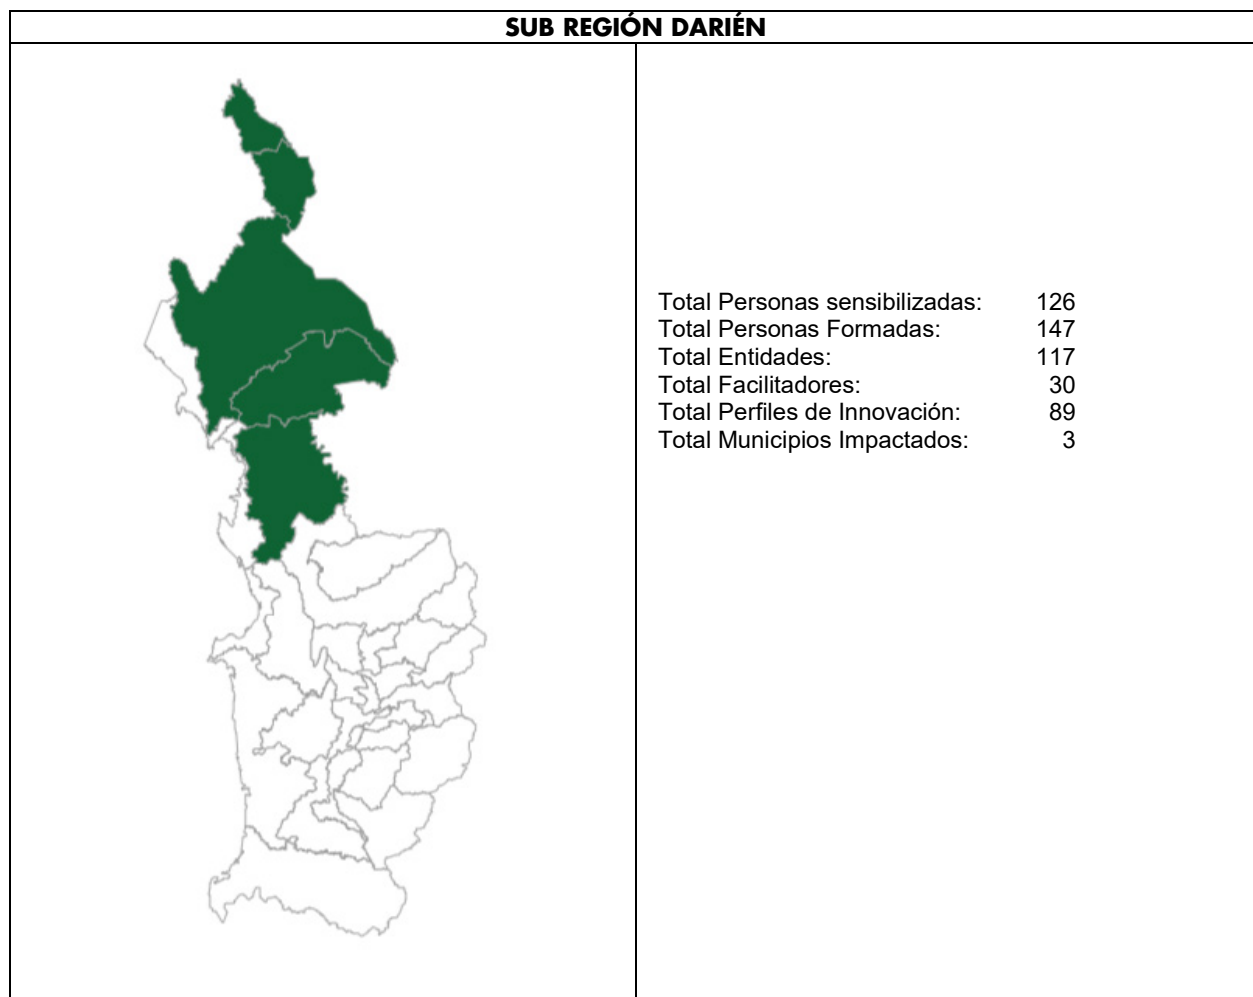 SUB REGIÓN DARIÉN
Total Personas sensibilizadas: 126
Total Personas Formadas: 147
Total Entidades: 117
Total Facilitadores: 30
Total Perfiles de Innovación: 89
Total Municipios Impactados: 3